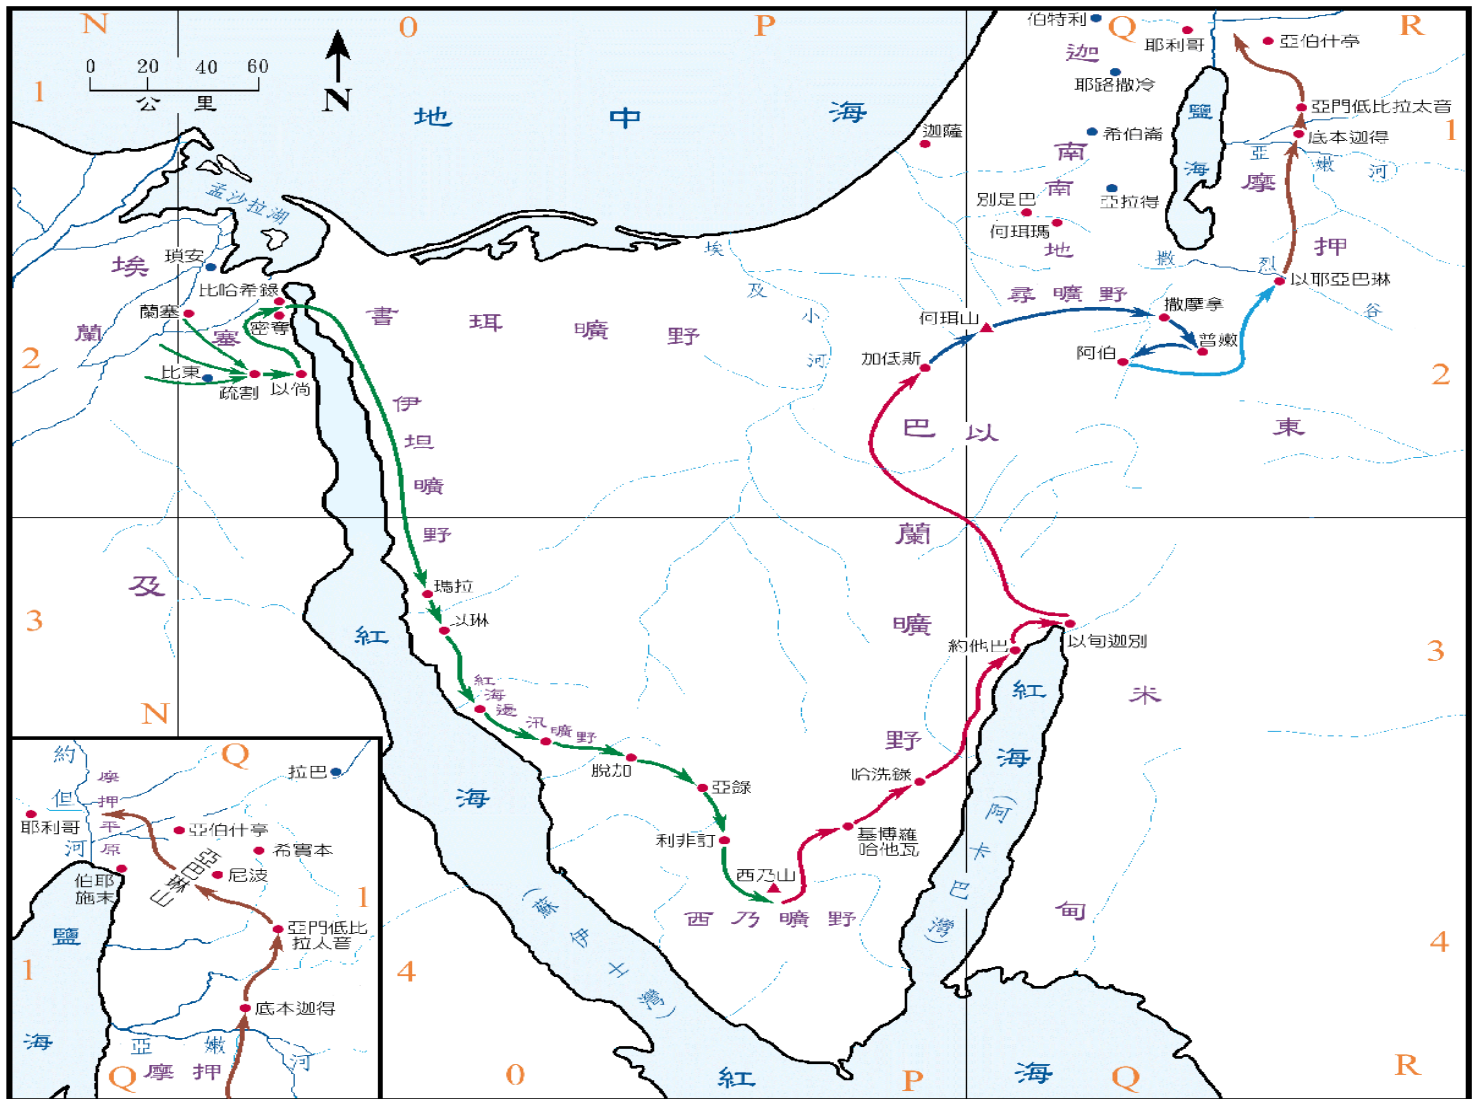 N
O
P
Q
R
0 20 40 60
公里
N
1
地中海
伯特利
耶利哥
亞伯什亭
迦
耶路撒冷
鹽海
亞門低比拉太音
1
迦薩
希伯崙
南
底本迦得
亞嫩河
孟沙拉湖
南
亞拉得
摩
別是巴
何珥瑪
地
押
瑣安
埃
埃及小河
撒烈谷
比哈希錄
以耶亞巴琳
尋曠野
撒摩拿
蘭塞
密奪
書珥曠野
何珥山
蘭
塞
普嫩
2
比東
疏割
以倘
加低斯
阿伯
2
伊坦曠野
巴以東
蘭
及
瑪拉
以琳
曠
3
紅
約他巴
以旬迦別
3
紅海邊
汛曠野
紅
米
N
脫加
野
海
哈洗錄
海
亞錄
(阿卡巴灣)
利非訂
基博羅
哈他瓦
西乃山
西乃曠野
甸
(蘇伊士灣)
4
4
O
紅
P
海
Q
R
約但河
摩押平原
Q
拉巴
耶利哥
亞伯什亭
希實本
伯耶
施末
亞巴琳山
尼波
1
鹽
亞門低比
拉太音
1
底本迦得
海
亞嫩河
Q
摩押